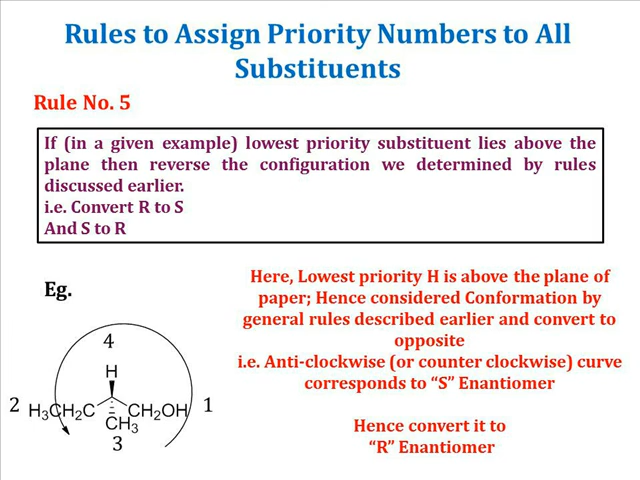 Rules to Assign Priority Numbers to All
Substituents
Rule No. 5
If (in a given example) lowest priority substituent lies above the
plane then reverse the configuration we determined by rules
discussed earlier.
i.e. Convert R to S
And S to R
Eg.
Here, Lowest priority H is above the plane of
paper; Hence considered Conformation by
general rules described earlier and convert to
opposite
i.e. Anti-clockwise (or counter clockwise) curve
corresponds to “S” Enantiomer
Hence convert it to
“R” Enantiomer
4
H
2 H₃CH₂C CH₂OH 1
CH₃
3